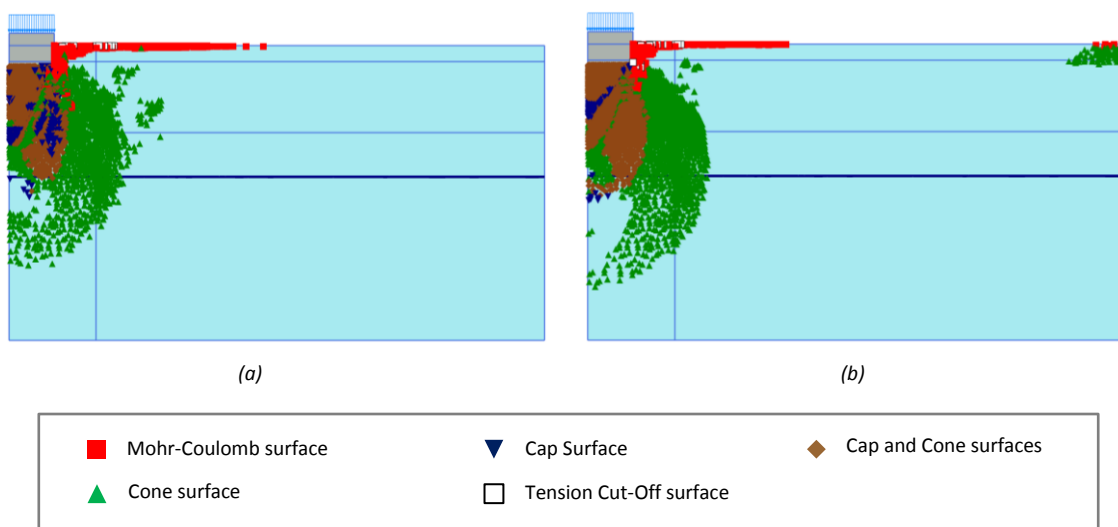 (a)
(b)
Mohr-Coulomb surface
Cap Surface
Cap and Cone surfaces
Cone surface
Tension Cut-Off surface